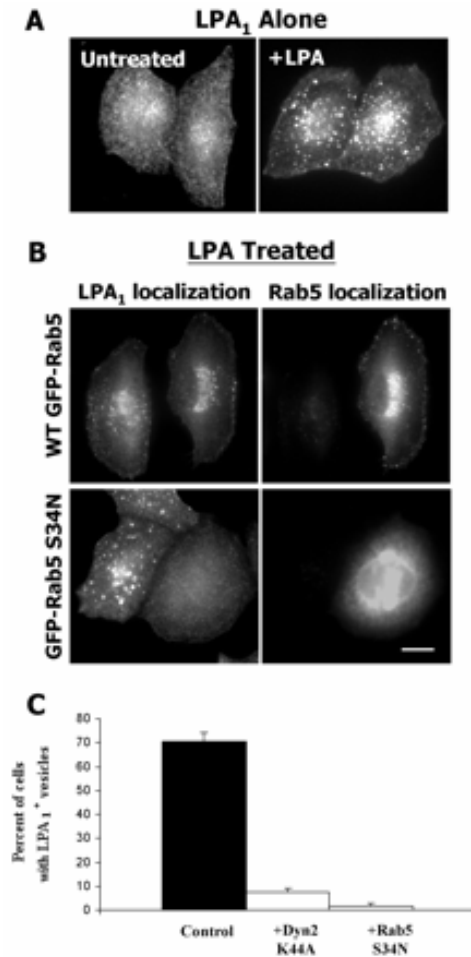 A
LPA1 Alone
Untreated
+LPA
B
LPA Treated
LPA1 localization
Rab5 localization
WT GFP-Rab5
GFP-Rab5 S34N
C
Percent of cells
with LPA1+ vesicles
80
70
60
50
40
30
20
10
0
Control
+Dyn2
K44A
+Rab5
S34N